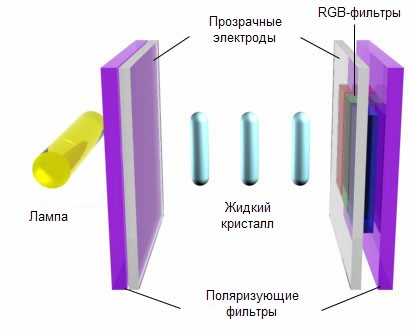 RGB-фильтры
Прозрачные
электроды
Лампа
Жидкий
кристалл
Поляризующие
фильтры